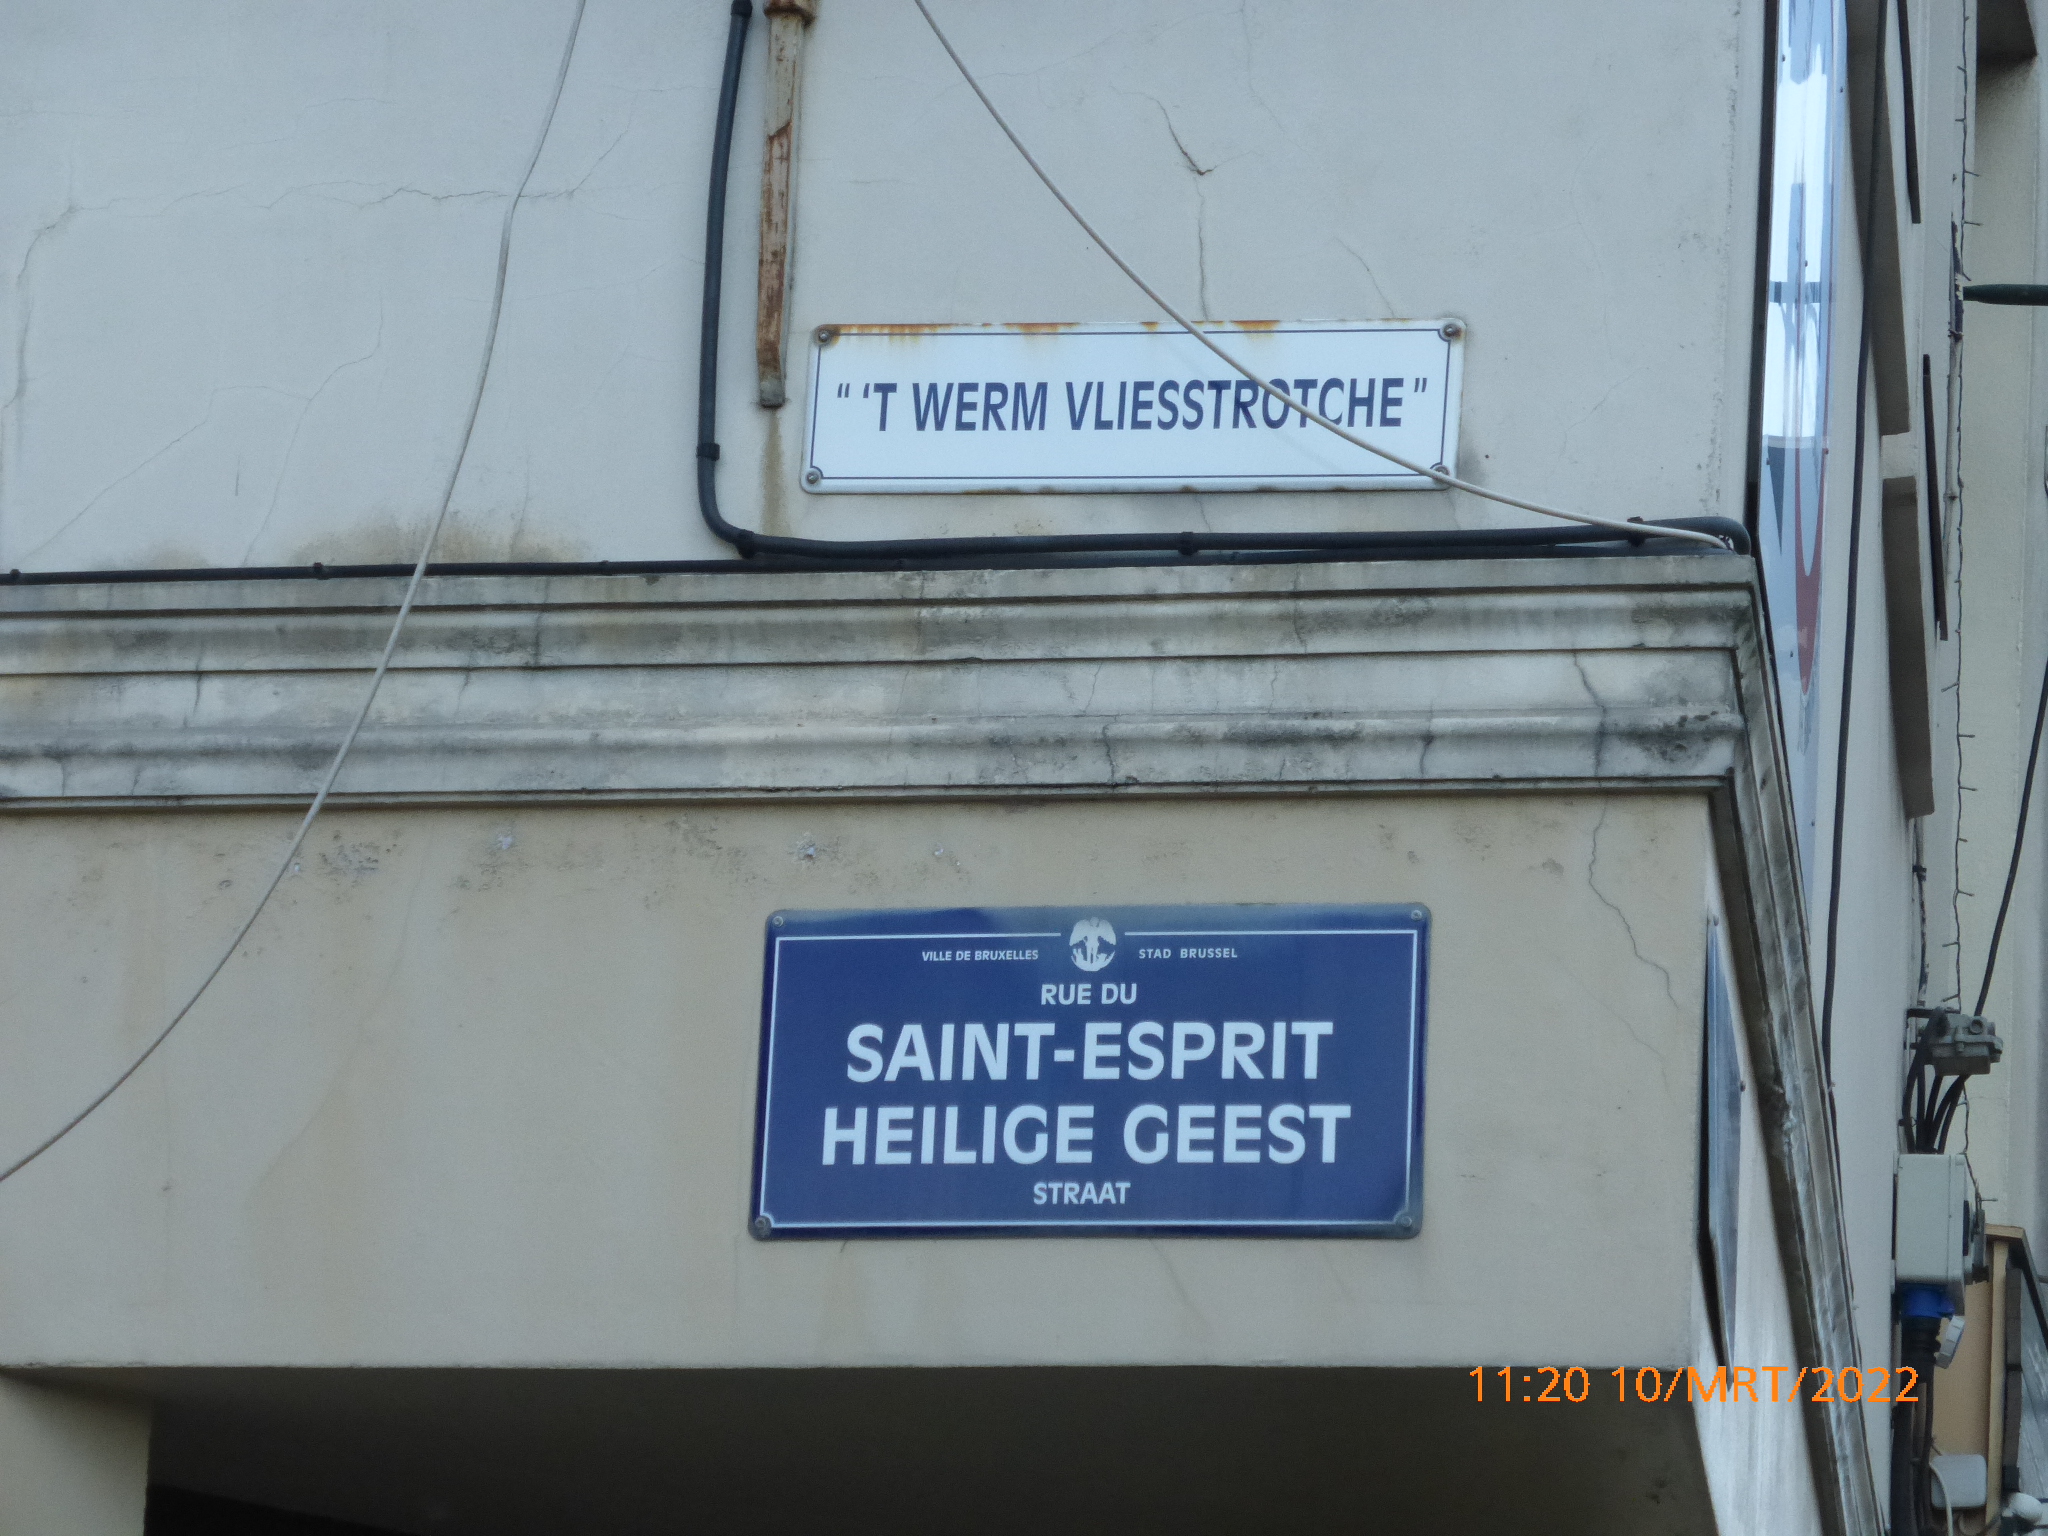 “ ‘T WERM VLIESSTROTCHE ”
VILLE DE BRUXELLES STAD BRUSSEL
RUE DU
SAINT-ESPRIT
HEILIGE GEEST
STRAAT
11:20 10/MRT/2022